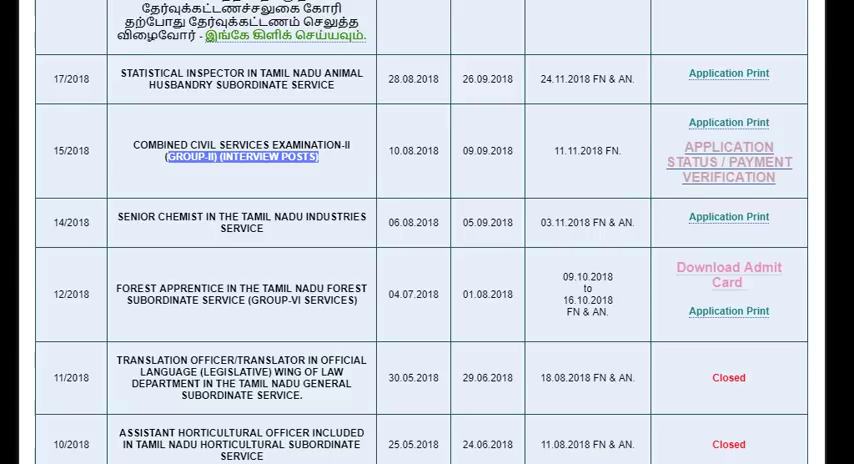 தேர்வுக்கட்டணச்சலுகை கோரி
தற்போது தேர்வுக்கட்டணம் செலுத்த
விழைவோர் - இங்கே கிளிக் செய்யவும்.
17/2018
STATISTICAL INSPECTOR IN TAMIL NADU ANIMAL
HUSBANDRY SUBORDINATE SERVICE
28.08.2018
26.09.2018
24.11.2018 FN & AN.
Application Print
15/2018
COMBINED CIVIL SERVICES EXAMINATION-II
(GROUP-II) (INTERVIEW POSTS)
10.08.2018
09.09.2018
11.11.2018 FN.
Application Print
APPLICATION
STATUS / PAYMENT
VERIFICATION
14/2018
SENIOR CHEMIST IN THE TAMIL NADU INDUSTRIES
SERVICE
06.08.2018
05.09.2018
03.11.2018 FN & AN.
Application Print
12/2018
FOREST APPRENTICE IN THE TAMIL NADU FOREST
SUBORDINATE SERVICE (GROUP-VI SERVICES)
04.07.2018
01.08.2018
09.10.2018
to
16.10.2018
FN & AN.
Download Admit
Card
Application Print
11/2018
TRANSLATION OFFICER/TRANSLATOR IN OFFICIAL
LANGUAGE (LEGISLATIVE) WING OF LAW
DEPARTMENT IN THE TAMIL NADU GENERAL
SUBORDINATE SERVICE.
30.05.2018
29.06.2018
18.08.2018 FN & AN.
Closed
10/2018
ASSISTANT HORTICULTURAL OFFICER INCLUDED
IN TAMIL NADU HORTICULTURAL SUBORDINATE
SERVICE
25.05.2018
24.06.2018
11.08.2018 FN & AN.
Closed